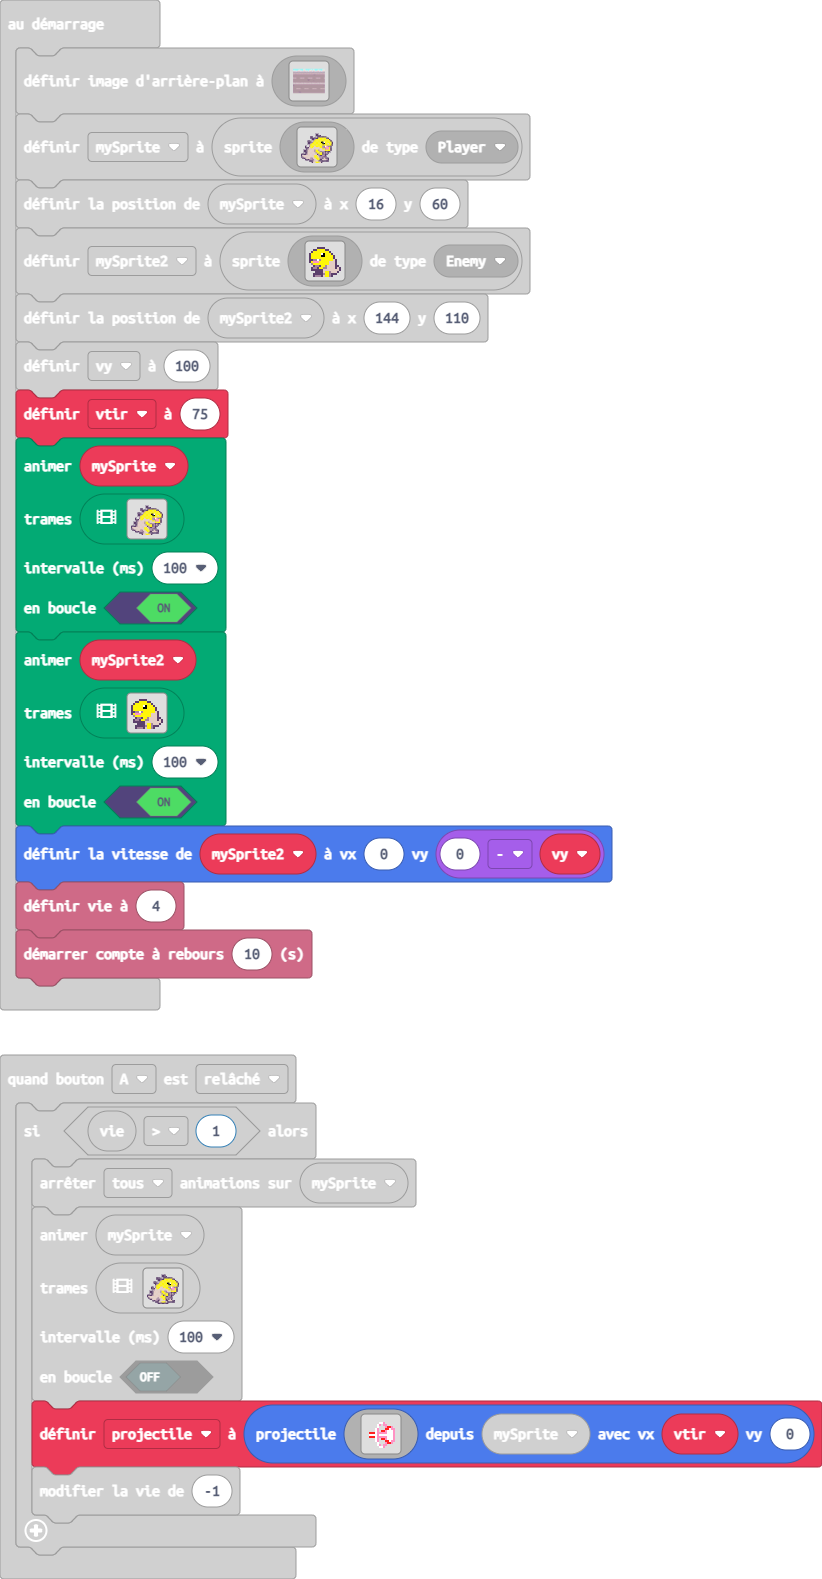 au démarrage
définir image d'arrière-plan à
définir mySprite à sprite de type Player
définir la position de mySprite à x 16 y 60
définir mySprite2 à sprite de type Enemy
définir la position de mySprite2 à x 144 y 110
définir vy à 100
définir vtir à 75
animer mySprite
trames
intervalle (ms) 100
en boucle ON
animer mySprite2
trames
intervalle (ms) 100
en boucle ON
définir la vitesse de mySprite2 à vx 0 vy 0 - vy
définir vie à 4
démarrer compte à rebours 10 (s)
quand bouton A est relâché
si vie > 1 alors
arrêter tous animations sur mySprite
animer mySprite
trames
intervalle (ms) 100
en boucle OFF
définir projectile à projectile depuis mySprite avec vx vtir vy 0
modifier la vie de -1